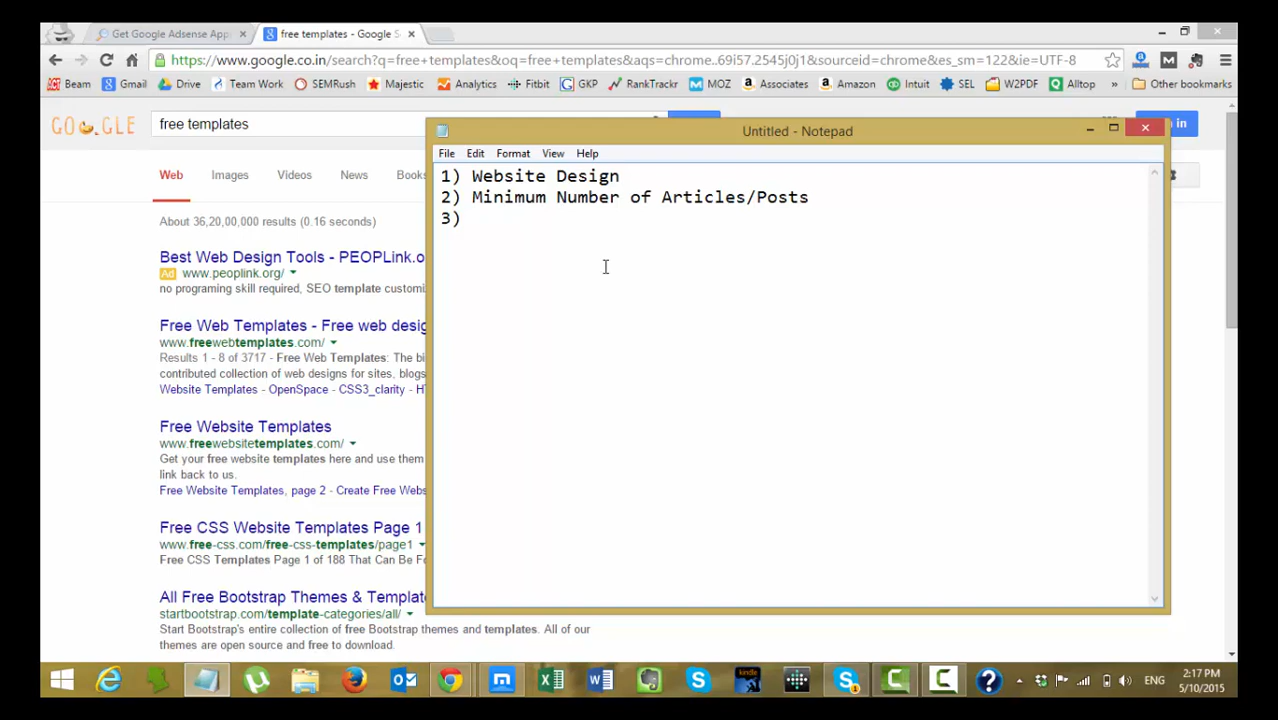 Get Google Adsense App
free templates - Google S
https://www.google.co.in/search?q=free+templates&oq=free+templates&aqs=chrome..69i57.2545j0j1&sourceid=chrome&es_sm=122&ie=UTF-8
Beam Gmail Drive Team Work SEMRush Majestic Analytics Fitbit GKP RankTrackr MOZ Associates Amazon Intuit SEL W2PDF Alltop » Other bookmarks
GO GLE
free templates
in
Web Images Videos News Books
About 36,20,00,000 results (0.16 seconds)
Best Web Design Tools - PEOPLink.o
Ad www.peoplink.org/
no programing skill required, SEO template customi
Free Web Templates - Free web desig
www.freewebtemplates.com/
Results 1 - 8 of 3717 - Free Web Templates: The bi
contributed collection of web designs for sites, blogs
Website Templates - OpenSpace - CSS3_clarity - H
Free Website Templates
www.freewebsitetemplates.com/
Get your free website templates here and use them
link back to us.
Free Website Templates, page 2 - Create Free Webs
Free CSS Website Templates Page 1
www.free-css.com/free-css-templates/page1
Free CSS Templates Page 1 of 188 That Can Be F
All Free Bootstrap Themes & Templat
startbootstrap.com/template-categories/all/
Start Bootstrap's entire collection of free Bootstrap themes and templates. All of our
themes are open source and free to download.
Untitled - Notepad
File Edit Format View Help
1) Website Design
2) Minimum Number of Articles/Posts
3)
ENG
2:17 PM
5/10/2015